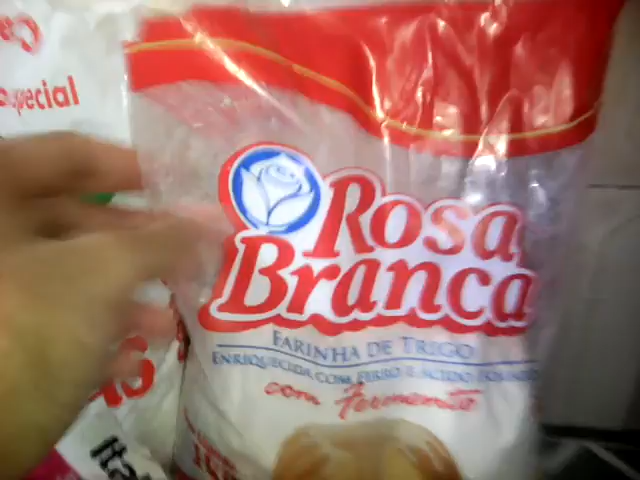 especial
Rosa
Branca
FARINHA DE TRIGO
ENRIQUECIDA COM FERRO E ÁCIDO FÓLICO
com fermento